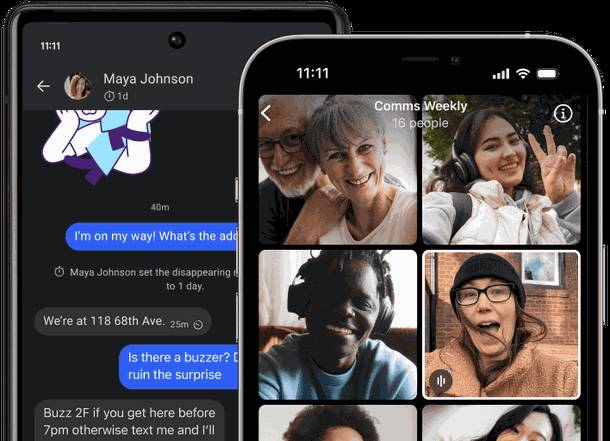 11:11
Maya Johnson
1d
40m
I'm on my way! What's the
Maya Johnson set the disappearing
to 1 day.
We're at 118 68th Ave. 25m
Is there a buzzer?
ruin the surprise
Buzz 2F if you get here before
7pm otherwise text me and I'll
11:11
Comms Weekly
16 people